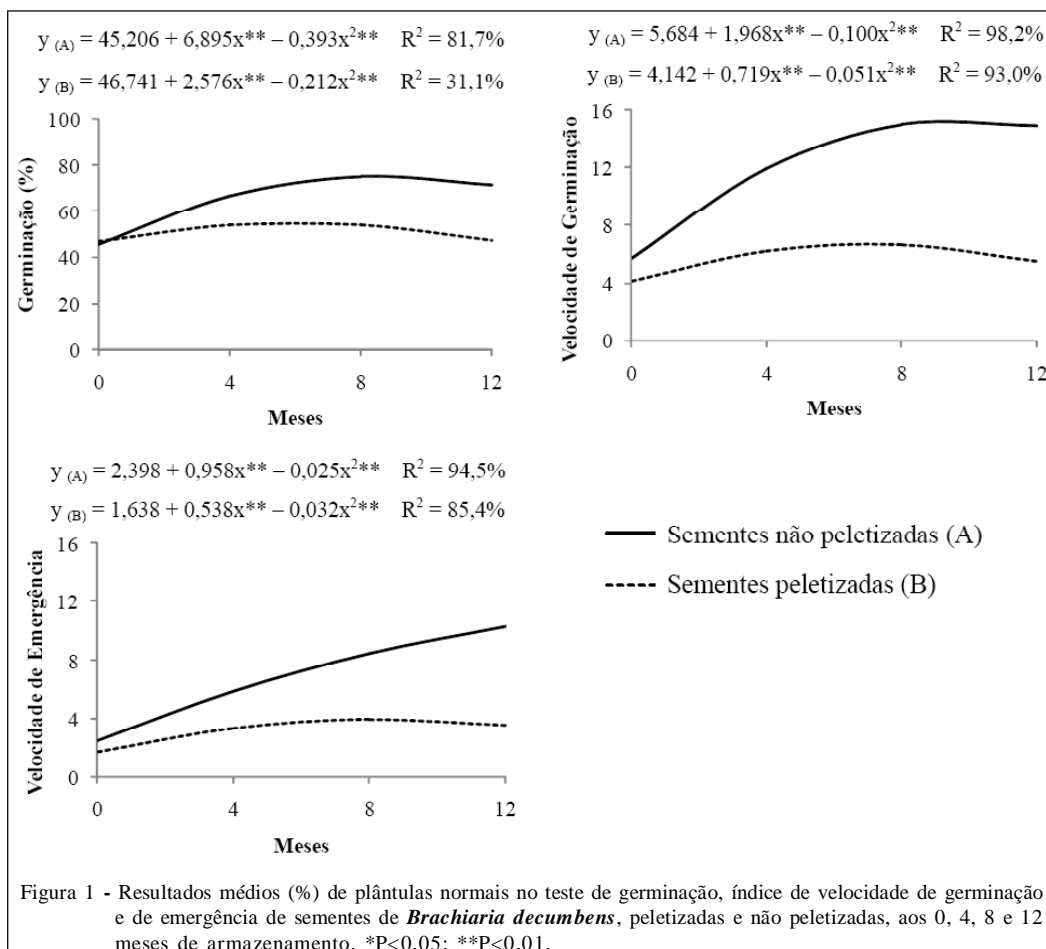 y (A) = 45,206 + 6,895x** – 0,393x²** R² = 81,7%
y (B) = 46,741 + 2,576x** – 0,212x²** R² = 31,1%
Germinação (%)
100
80
60
40
20
0
0 4 8 12
Meses
y (A) = 5,684 + 1,968x** – 0,100x²** R² = 98,2%
y (B) = 4,142 + 0,719x** – 0,051x²** R² = 93,0%
Velocidade de Germinação
16
12
8
4
0
0 4 8 12
Meses
y (A) = 2,398 + 0,958x** – 0,025x²** R² = 94,5%
y (B) = 1,638 + 0,538x** – 0,032x²** R² = 85,4%
Velocidade de Emergência
16
12
8
4
0
0 4 8 12
Meses
Sementes não peletizadas (A)
Sementes peletizadas (B)
Figura 1 - Resultados médios (%) de plântulas normais no teste de germinação, índice de velocidade de germinação
e de emergência de sementes de Brachiaria decumbens, peletizadas e não peletizadas, aos 0, 4, 8 e 12
meses de armazenamento. *P<0,05; **P<0,01.